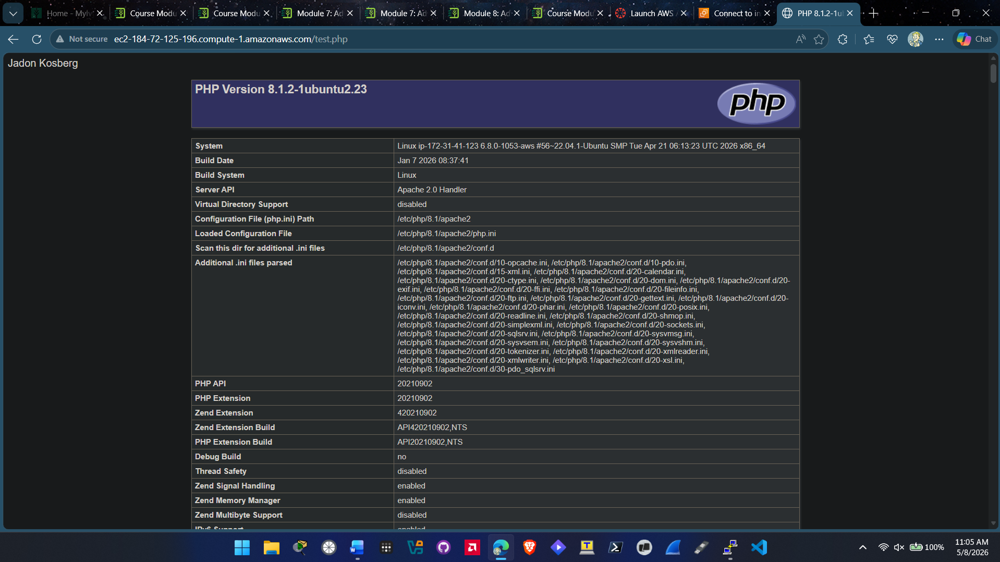 Home - MyIv
Course Modu
Course Modu
Module 7: Ad
Module 7: Ad
Module 8: Ad
Course Modu
Launch AWS A
Connect to in
PHP 8.1.2-1ub
Not secure ec2-184-72-125-196.compute-1.amazonaws.com/test.php
Chat
Jadon Kosberg
PHP Version 8.1.2-1ubuntu2.23
php
System Linux ip-172-31-41-123 6.8.0-1053-aws #56~22.04.1-Ubuntu SMP Tue Apr 21 06:13:23 UTC 2026 x86_64
Build Date Jan 7 2026 08:37:41
Build System Linux
Server API Apache 2.0 Handler
Virtual Directory Support disabled
Configuration File (php.ini) Path /etc/php/8.1/apache2
Loaded Configuration File /etc/php/8.1/apache2/php.ini
Scan this dir for additional .ini files /etc/php/8.1/apache2/conf.d
Additional .ini files parsed /etc/php/8.1/apache2/conf.d/10-opcache.ini, /etc/php/8.1/apache2/conf.d/10-pdo.ini,
/etc/php/8.1/apache2/conf.d/15-xml.ini, /etc/php/8.1/apache2/conf.d/20-calendar.ini,
/etc/php/8.1/apache2/conf.d/20-ctype.ini, /etc/php/8.1/apache2/conf.d/20-dom.ini, /etc/php/8.1/apache2/conf.d/20-
exif.ini, /etc/php/8.1/apache2/conf.d/20-ffi.ini, /etc/php/8.1/apache2/conf.d/20-fileinfo.ini,
/etc/php/8.1/apache2/conf.d/20-ftp.ini, /etc/php/8.1/apache2/conf.d/20-gettext.ini, /etc/php/8.1/apache2/conf.d/20-
iconv.ini, /etc/php/8.1/apache2/conf.d/20-phar.ini, /etc/php/8.1/apache2/conf.d/20-posix.ini,
/etc/php/8.1/apache2/conf.d/20-readline.ini, /etc/php/8.1/apache2/conf.d/20-shmop.ini,
/etc/php/8.1/apache2/conf.d/20-simplexml.ini, /etc/php/8.1/apache2/conf.d/20-sockets.ini,
/etc/php/8.1/apache2/conf.d/20-sqlsrv.ini, /etc/php/8.1/apache2/conf.d/20-sysvmsg.ini,
/etc/php/8.1/apache2/conf.d/20-sysvsem.ini, /etc/php/8.1/apache2/conf.d/20-sysvshm.ini,
/etc/php/8.1/apache2/conf.d/20-tokenizer.ini, /etc/php/8.1/apache2/conf.d/20-xmlreader.ini,
/etc/php/8.1/apache2/conf.d/20-xmlwriter.ini, /etc/php/8.1/apache2/conf.d/20-xsl.ini,
/etc/php/8.1/apache2/conf.d/30-pdo_sqlsrv.ini
PHP API 20210902
PHP Extension 20210902
Zend Extension 420210902
Zend Extension Build API420210902,NTS
PHP Extension Build API20210902,NTS
Debug Build no
Thread Safety disabled
Zend Signal Handling enabled
Zend Memory Manager enabled
Zend Multibyte Support disabled
IPv6 Support enabled
100%
11:05 AM
5/8/2026